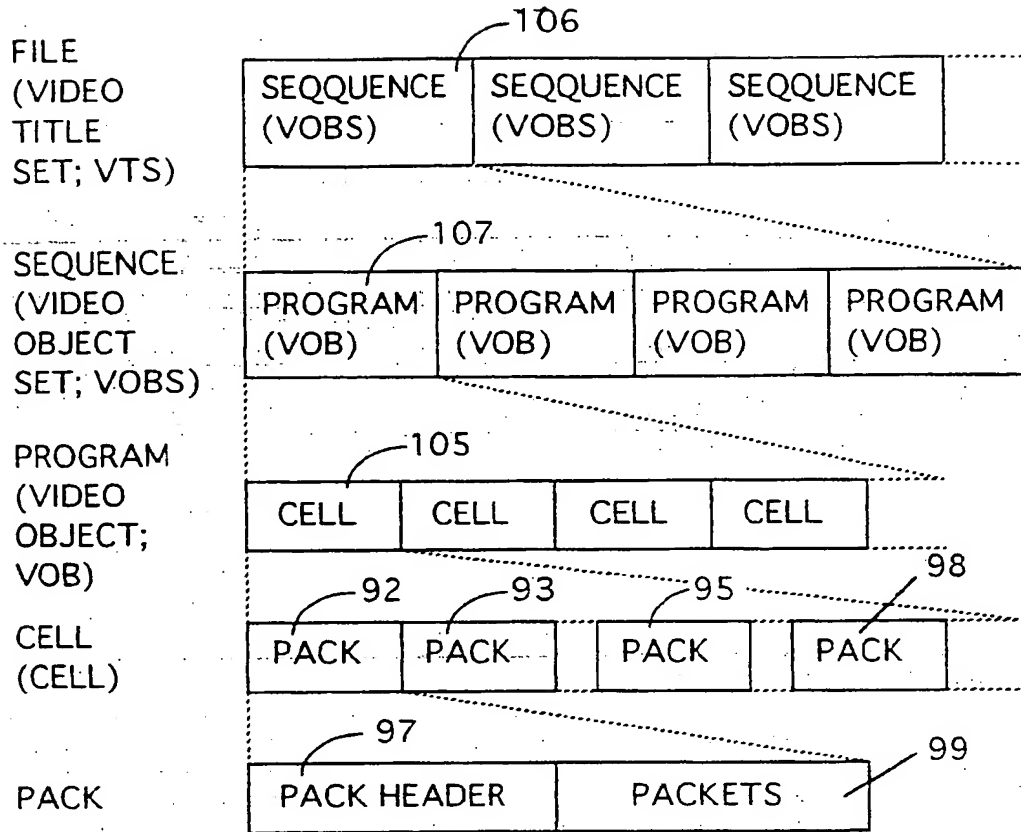 106
FILE
(VIDEO
TITLE
SET; VTS)
SEQQUENCE
(VOBS)
SEQQUENCE
(VOBS)
SEQQUENCE
(VOBS)
107
SEQUENCE
(VIDEO
OBJECT
SET; VOBS)
PROGRAM
(VOB)
PROGRAM
(VOB)
PROGRAM
(VOB)
PROGRAM
(VOB)
105
PROGRAM
(VIDEO
OBJECT;
VOB)
CELL
CELL
CELL
CELL
92
93
95
98
CELL
(CELL)
PACK
PACK
PACK
PACK
97
99
PACK
PACK HEADER
PACKETS